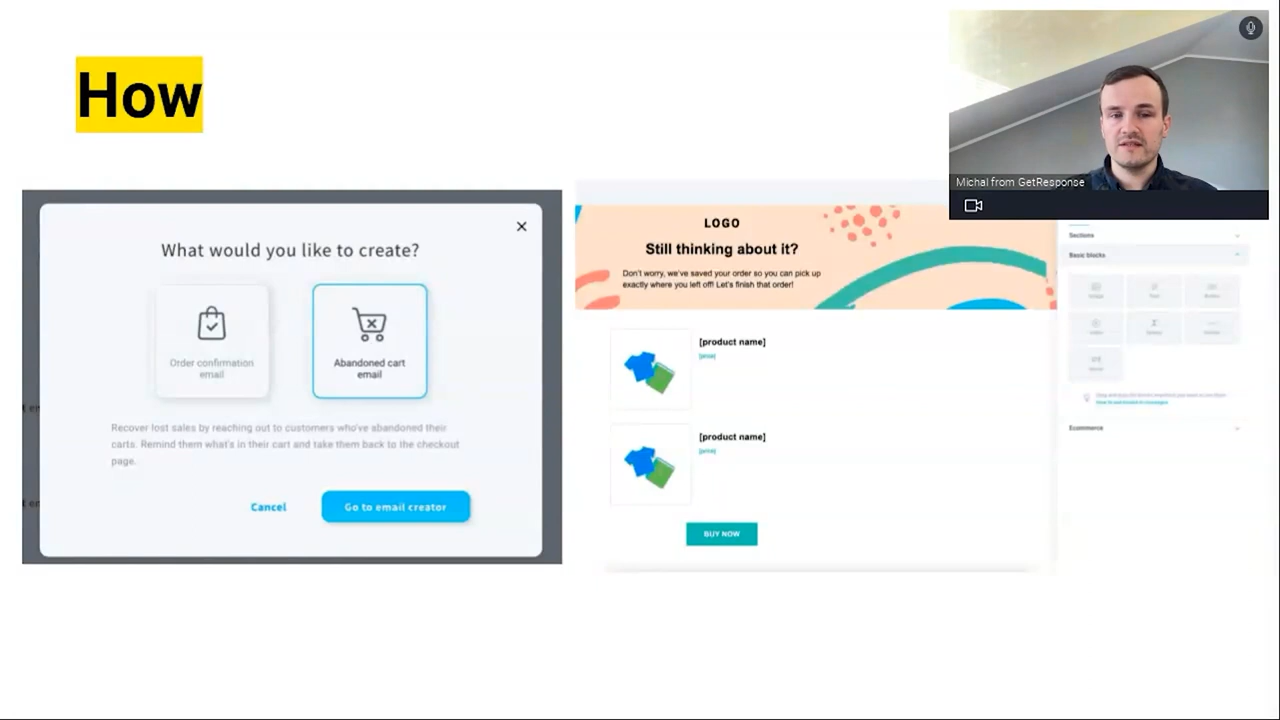 How
Michal from GetResponse
What would you like to create?
Order confirmation
email
Abandoned cart
email
Recover lost sales by reaching out to customers who've abandoned their
carts. Remind them what's in their cart and take them back to the checkout
page.
Cancel
Go to email creator
LOGO
Still thinking about it?
Don't worry, we've saved your order so you can pick up
exactly where you left off! Let's finish that order!
[product name]
[price]
[product name]
[price]
BUY NOW
Sections
Basic blocks
Ecommerce